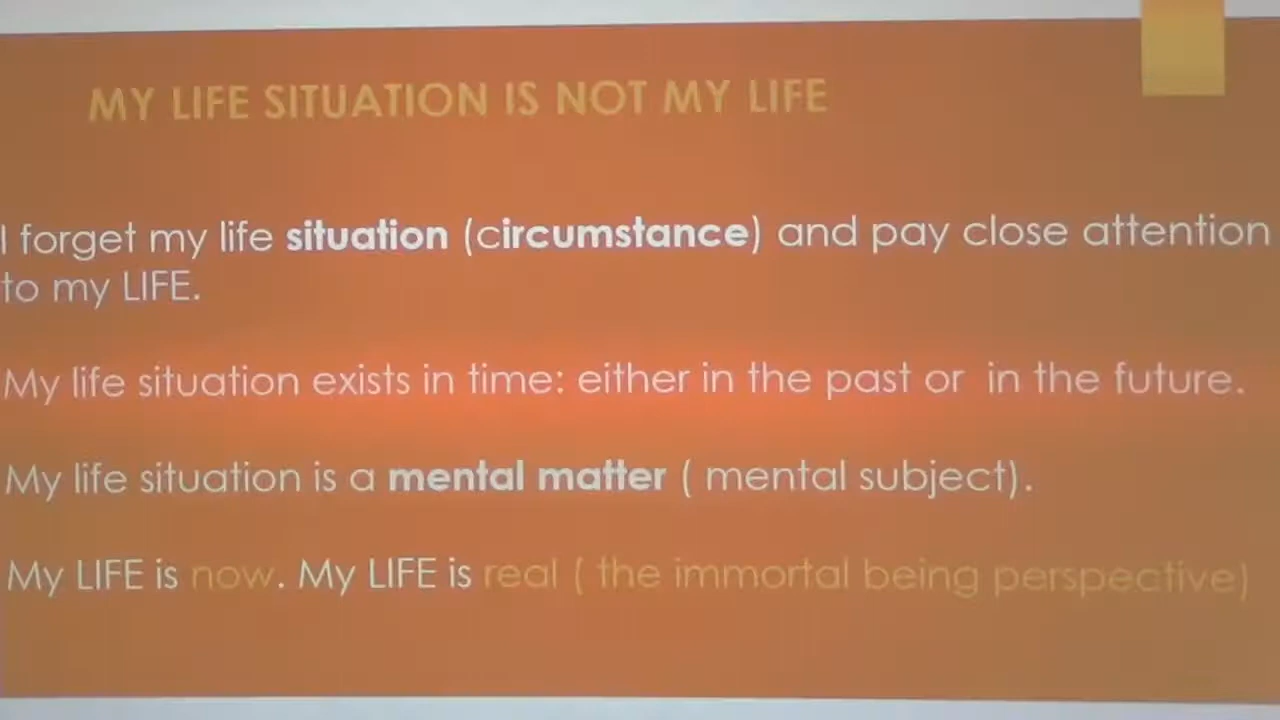 MY LIFE SITUATION IS NOT MY LIFE
I forget my life situation (circumstance) and pay close attention
to my LIFE.
My life situation exists in time: either in the past or in the future.
My life situation is a mental matter ( mental subject).
My LIFE is now. My LIFE is real ( the immortal being perspective)